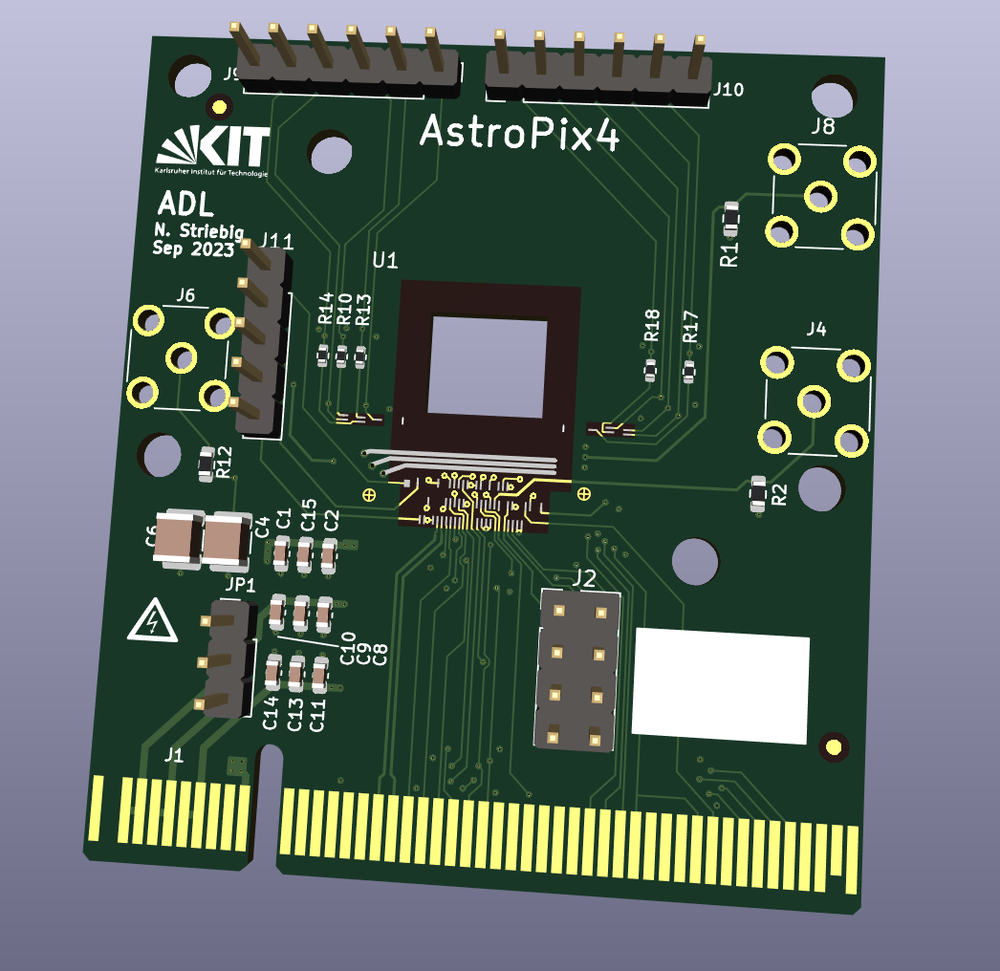 J9
J10
AstroPix4
J8
KIT
Karlsruher Institut für Technologie
ADL
N. Striebig
Sep 2023
J11
U1
R1
J6
R14
R10
R13
R18
R17
J4
R12
R2
C6
C4
C1
C15
C2
JP1
J2
C10
C9
C8
C14
C13
C11
J1